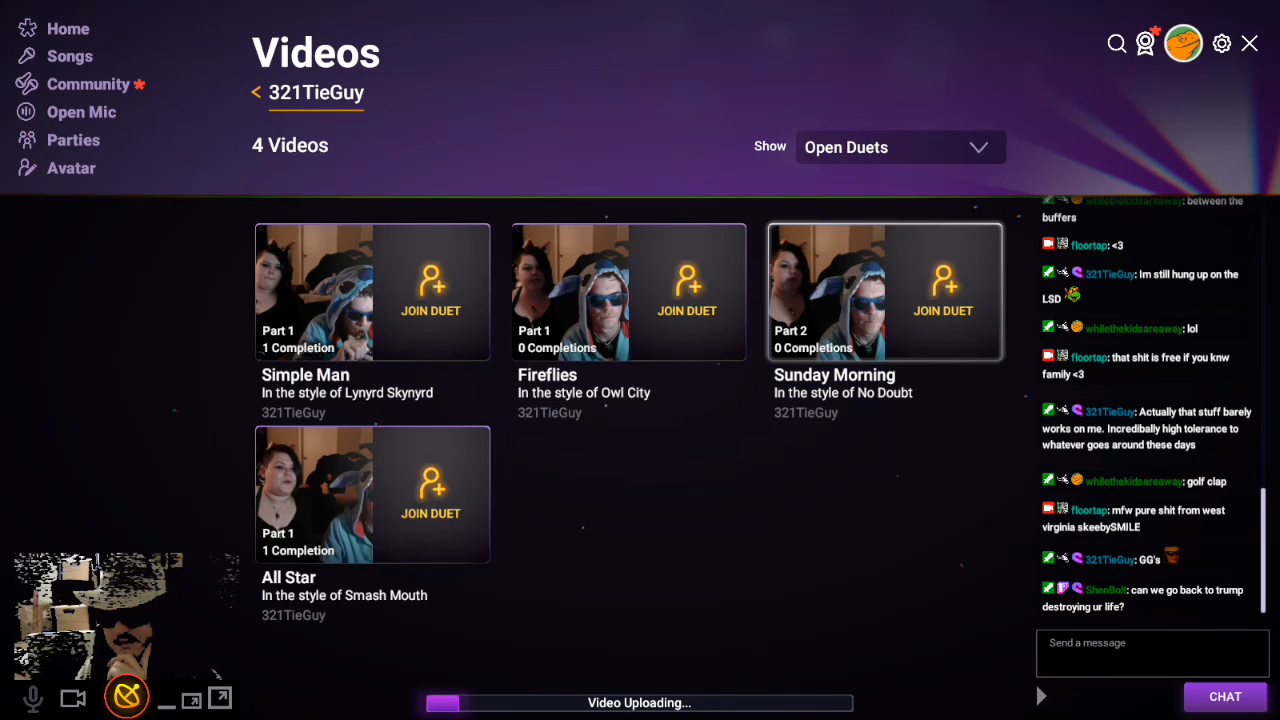 Home
Songs
Community *
Open Mic
Parties
Avatar
Videos
< 321TieGuy
4 Videos
Show
Open Duets
JOIN DUET
Part 1
1 Completion
Simple Man
In the style of Lynyrd Skynyrd
321TieGuy
JOIN DUET
Part 1
0 Completions
Fireflies
In the style of Owl City
321TieGuy
JOIN DUET
Part 2
0 Completions
Sunday Morning
In the style of No Doubt
321TieGuy
JOIN DUET
Part 1
1 Completion
All Star
In the style of Smash Mouth
321TieGuy
whilethekidsareaway: between the
buffers
floortap: <3
321TieGuy: Im still hung up on the
LSD
whilethekidsareaway: lol
floortap: that shit is free if you knw
family <3
321TieGuy: Actually that stuff barely
works on me. Incredibally high tolerance to
whatever goes around these days
whilethekidsareaway: golf clap
floortap: mfw pure shit from west
virginia skeebySMILE
321TieGuy: GG's
ShenBolt: can we go back to trump
destroying ur life?
Send a message
CHAT
Video Uploading...